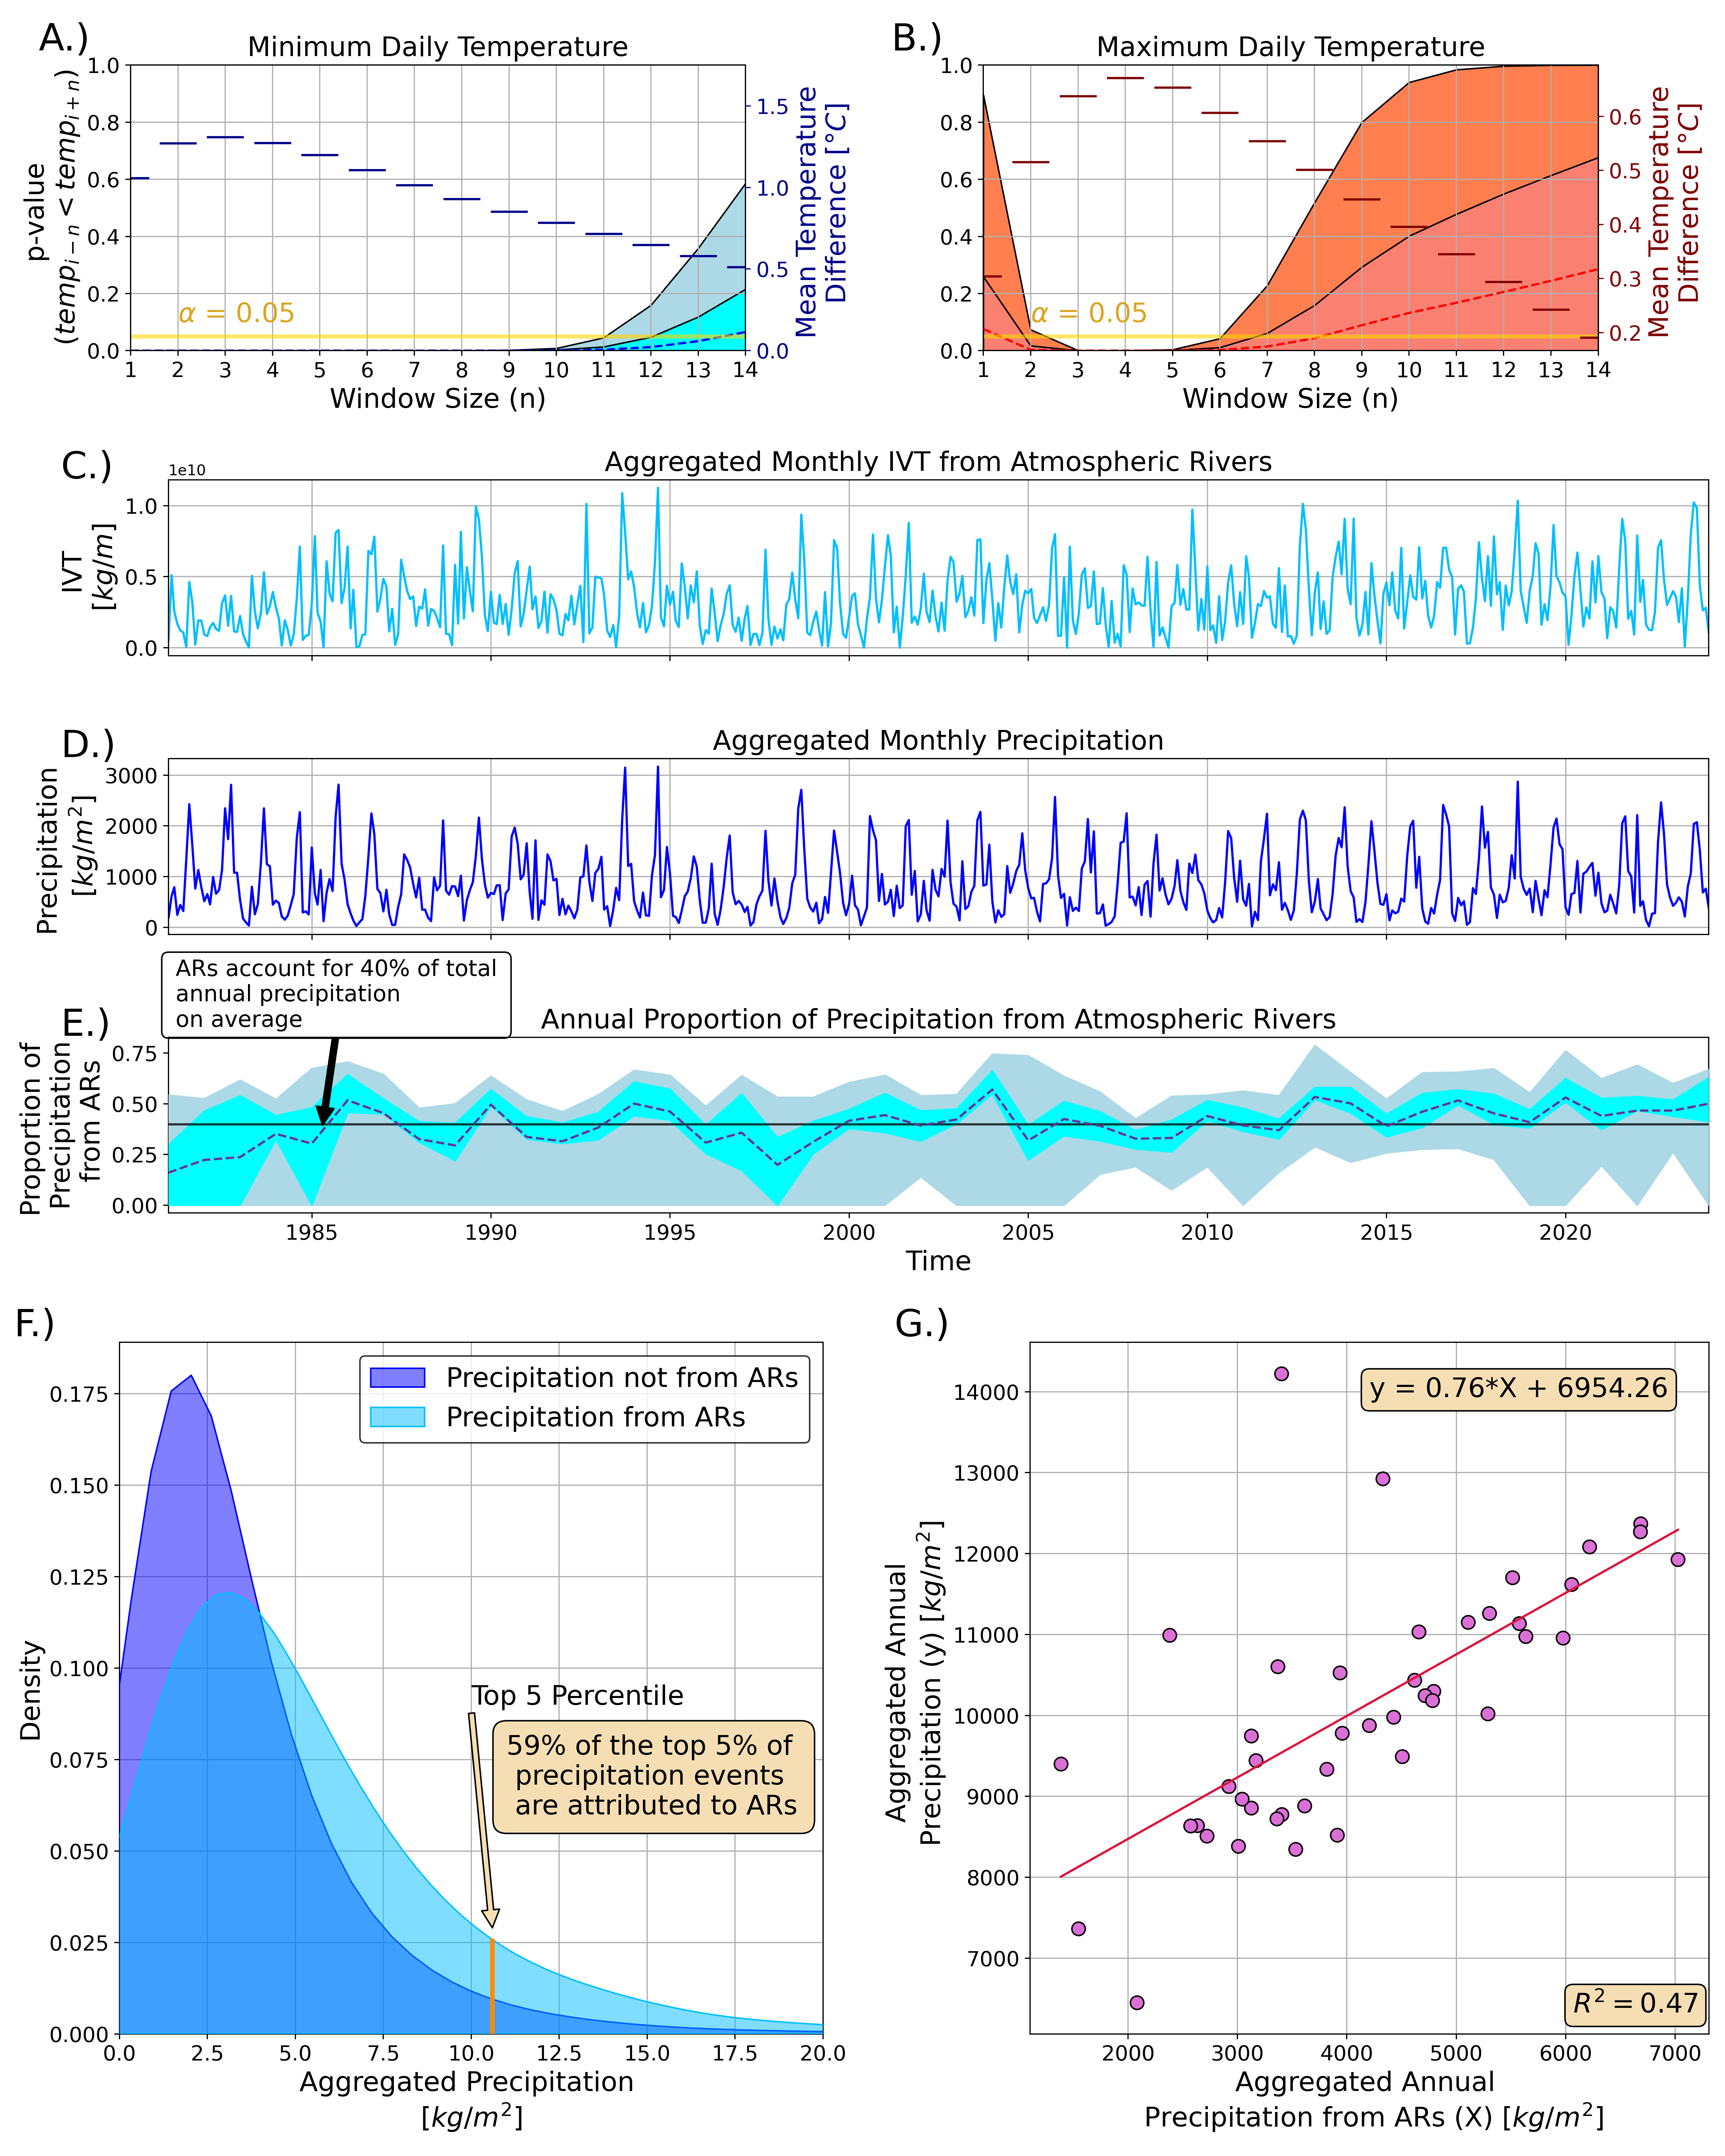 A.)
Minimum Daily Temperature
p-value
(temp_{i−n} < temp_{i+n})
1.0
0.8
0.6
0.4
0.2
0.0
α = 0.05
1 2 3 4 5 6 7 8 9 10 11 12 13 14
Window Size (n)
1.5
1.0
0.5
0.0
Mean Temperature
Difference [°C]
B.)
Maximum Daily Temperature
1.0
0.8
0.6
0.4
0.2
0.0
α = 0.05
1 2 3 4 5 6 7 8 9 10 11 12 13 14
Window Size (n)
0.6
0.5
0.4
0.3
0.2
Mean Temperature
Difference [°C]
C.)
1e10
Aggregated Monthly IVT from Atmospheric Rivers
IVT
[kg/m]
1.0
0.5
0.0
D.)
Aggregated Monthly Precipitation
Precipitation
[kg/m²]
3000
2000
1000
0
ARs account for 40% of total
annual precipitation
on average
E.)
Annual Proportion of Precipitation from Atmospheric Rivers
Proportion of
Precipitation
from ARs
0.75
0.50
0.25
0.00
1985 1990 1995 2000 2005 2010 2015 2020
Time
F.)
Precipitation not from ARs
Precipitation from ARs
Density
0.175
0.150
0.125
0.100
0.075
0.050
0.025
0.000
Top 5 Percentile
59% of the top 5% of
precipitation events
are attributed to ARs
0.0 2.5 5.0 7.5 10.0 12.5 15.0 17.5 20.0
Aggregated Precipitation
[kg/m²]
G.)
y = 0.76*X + 6954.26
Aggregated Annual
Precipitation (y) [kg/m²]
14000
13000
12000
11000
10000
9000
8000
7000
R² = 0.47
2000 3000 4000 5000 6000 7000
Aggregated Annual
Precipitation from ARs (X) [kg/m²]